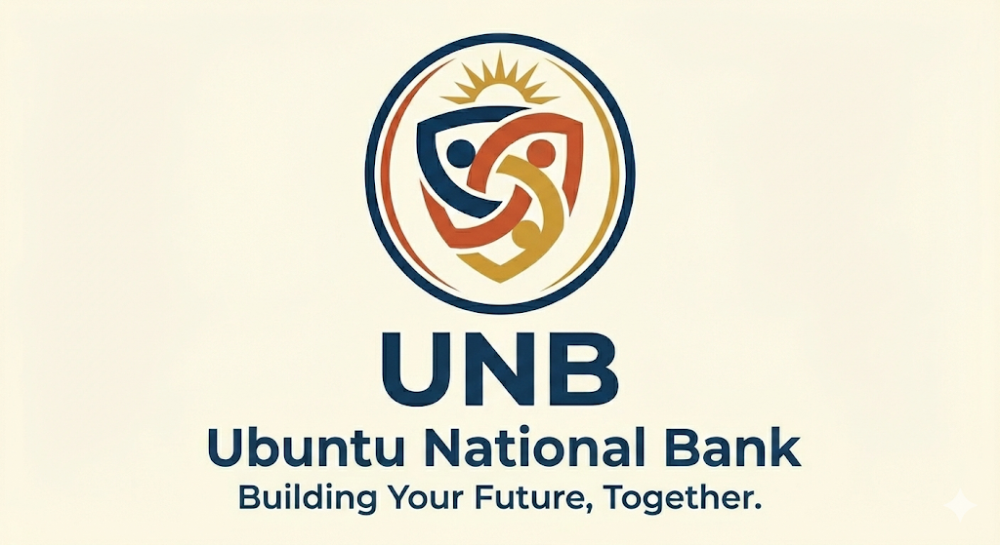 UNB
Ubuntu National Bank
Building Your Future, Together.